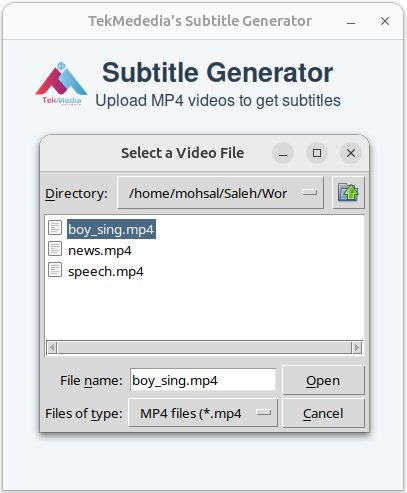 TekMededia's Subtitle Generator
Subtitle Generator
TekMedia
Upload MP4 videos to get subtitles
Select a Video File
Directory: /home/mohsal/Saleh/Wor
boy_sing.mp4
news.mp4
speech.mp4
File name: boy_sing.mp4 Open
Files of type: MP4 files (*.mp4 Cancel